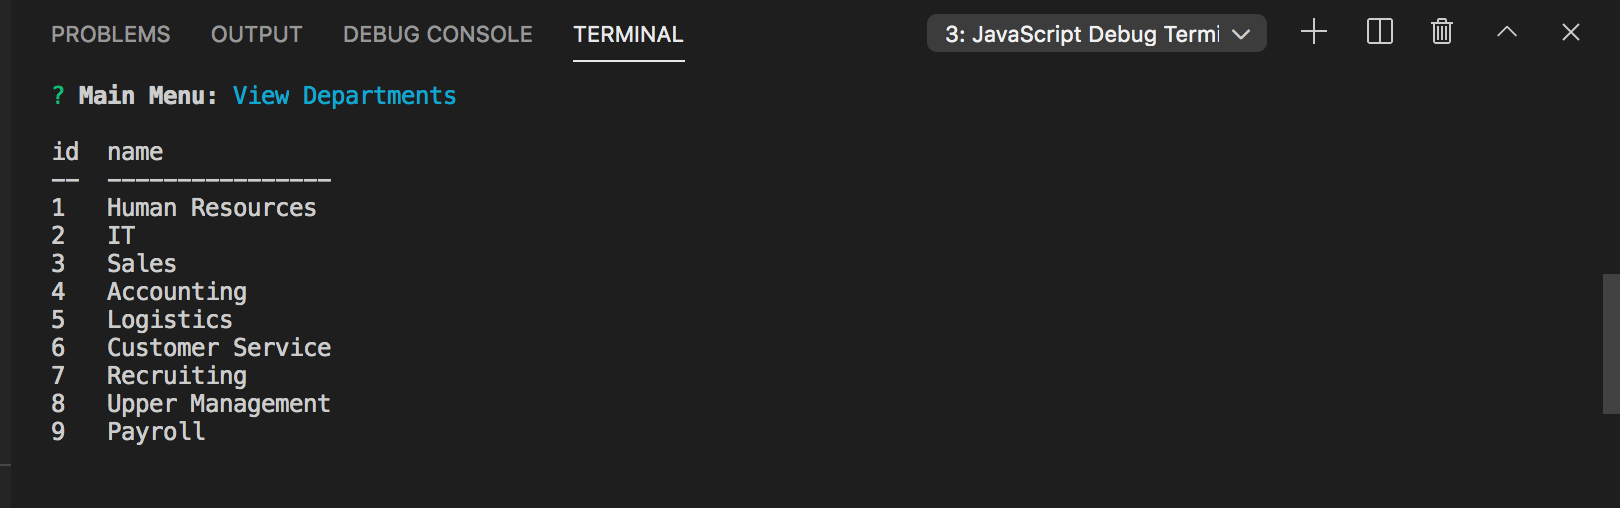 PROBLEMS OUTPUT DEBUG CONSOLE TERMINAL 3: JavaScript Debug Termi
? Main Menu: View Departments
id name
-- ----------------
1 Human Resources
2 IT
3 Sales
4 Accounting
5 Logistics
6 Customer Service
7 Recruiting
8 Upper Management
9 Payroll